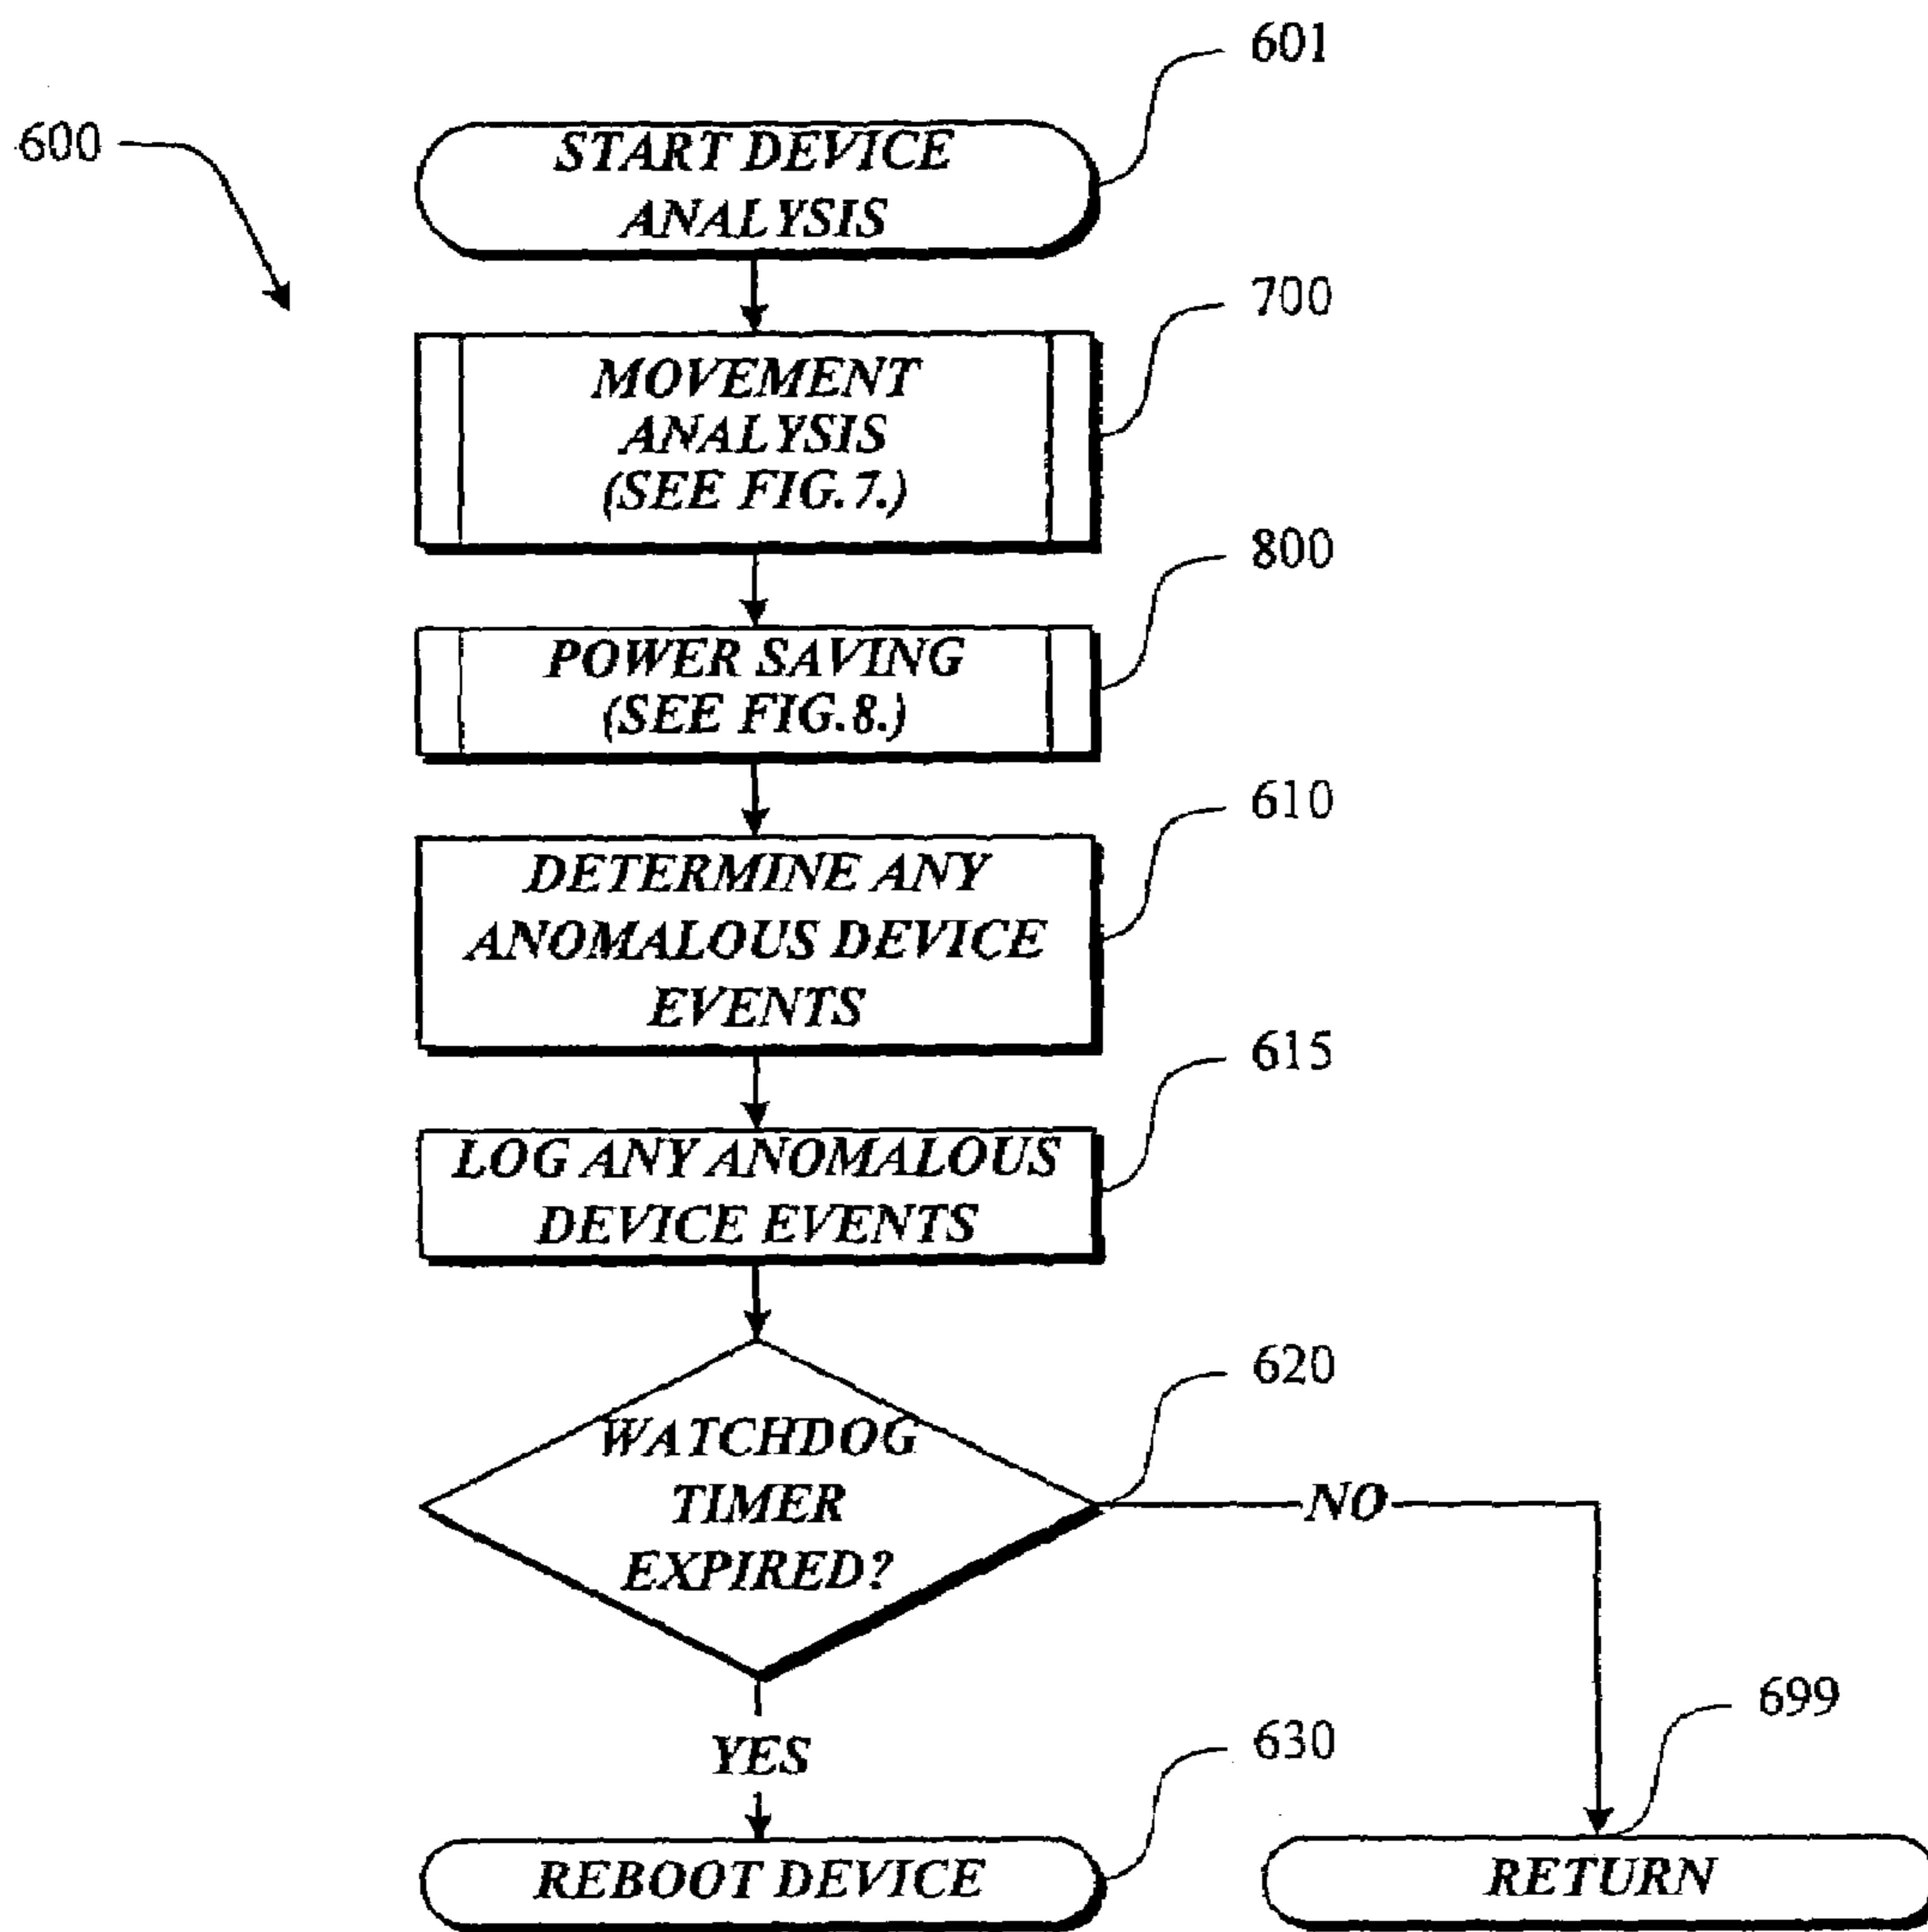 601
600
START DEVICE
ANALYSIS
700
MOVEMENT
ANALYSIS
(SEE FIG.7.)
800
POWER SAVING
(SEE FIG.8.)
610
DETERMINE ANY
ANOMALOUS DEVICE
EVENTS
615
LOG ANY ANOMALOUS
DEVICE EVENTS
620
WATCHDOG
TIMER
EXPIRED?
NO
YES
699
630
REBOOT DEVICE
RETURN